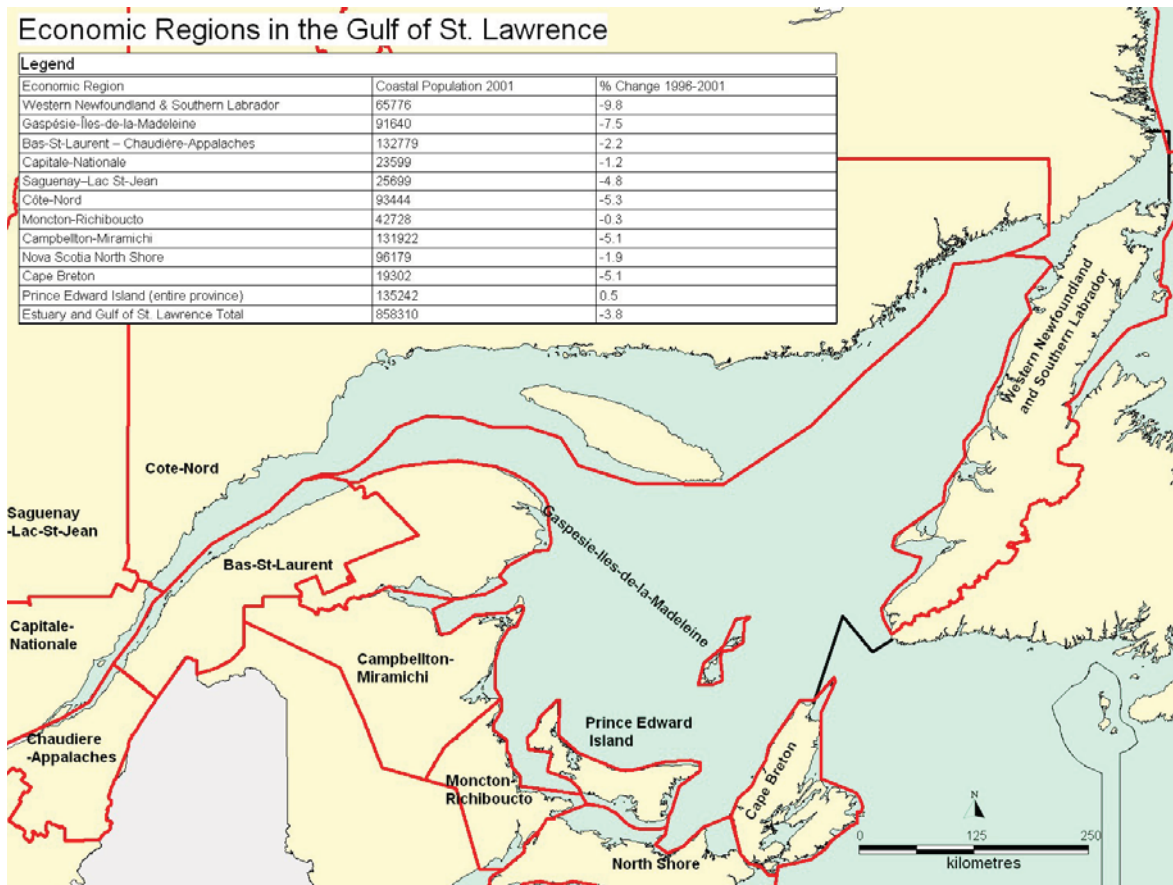 Economic Regions in the Gulf of St. Lawrence
Legend
Economic Region Coastal Population 2001 % Change 1996-2001
Western Newfoundland & Southern Labrador 65776 -9.8
Gaspésie-Îles-de-la-Madeleine 91640 -7.5
Bas-St-Laurent – Chaudière-Appalaches 132779 -2.2
Capitale-Nationale 23599 -1.2
Saguenay–Lac St-Jean 25699 -4.8
Côte-Nord 93444 -5.3
Moncton-Richiboucto 42728 -0.3
Campbellton-Miramichi 131922 -5.1
Nova Scotia North Shore 96179 -1.9
Cape Breton 19302 -5.1
Prince Edward Island (entire province) 135242 0.5
Estuary and Gulf of St. Lawrence Total 858310 -3.8
Western Newfoundland
and Southern Labrador
Cote-Nord
Saguenay
-Lac-St-Jean
Gaspesie-Iles-de-la-Madeleine
Bas-St-Laurent
Capitale-
Nationale
Campbellton-
Miramichi
Prince Edward
Island
Chaudiere
-Appalaches
Moncton-
Richiboucto
Cape Breton
North Shore
N
0 125 250
kilometres